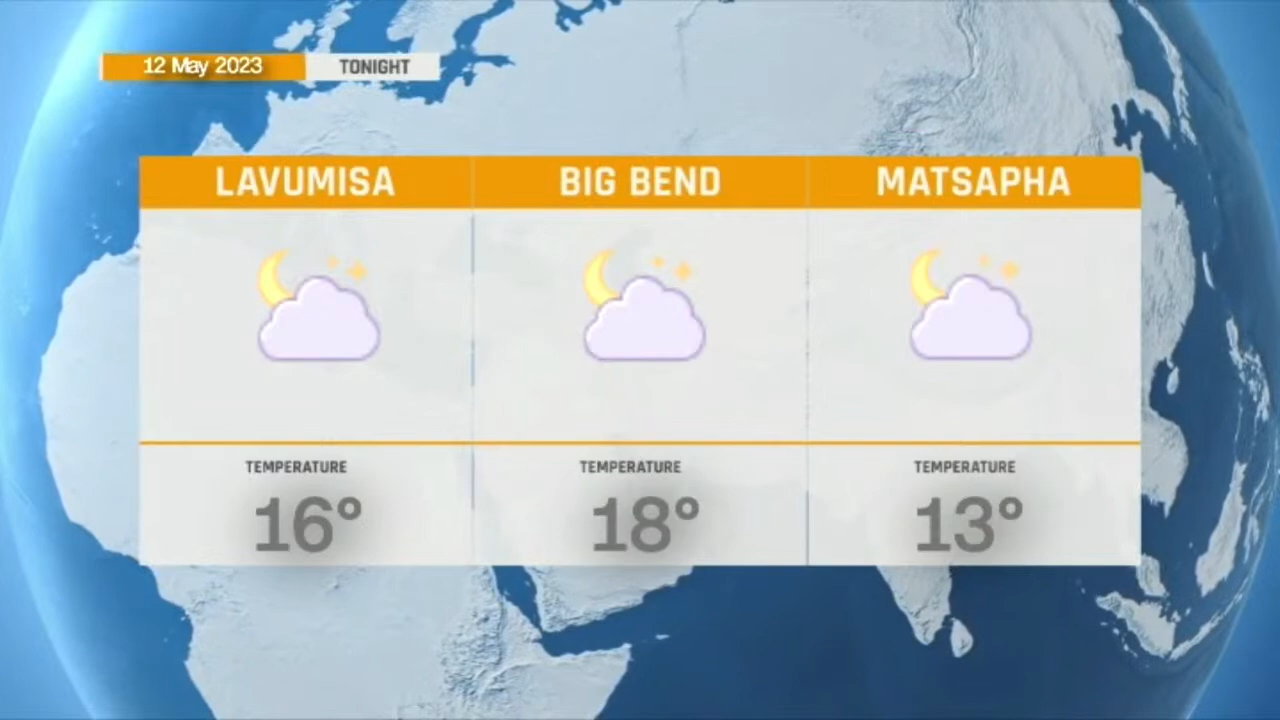 12 May 2023 TONIGHT
LAVUMISA BIG BEND MATSAPHA
TEMPERATURE TEMPERATURE TEMPERATURE
16° 18° 13°